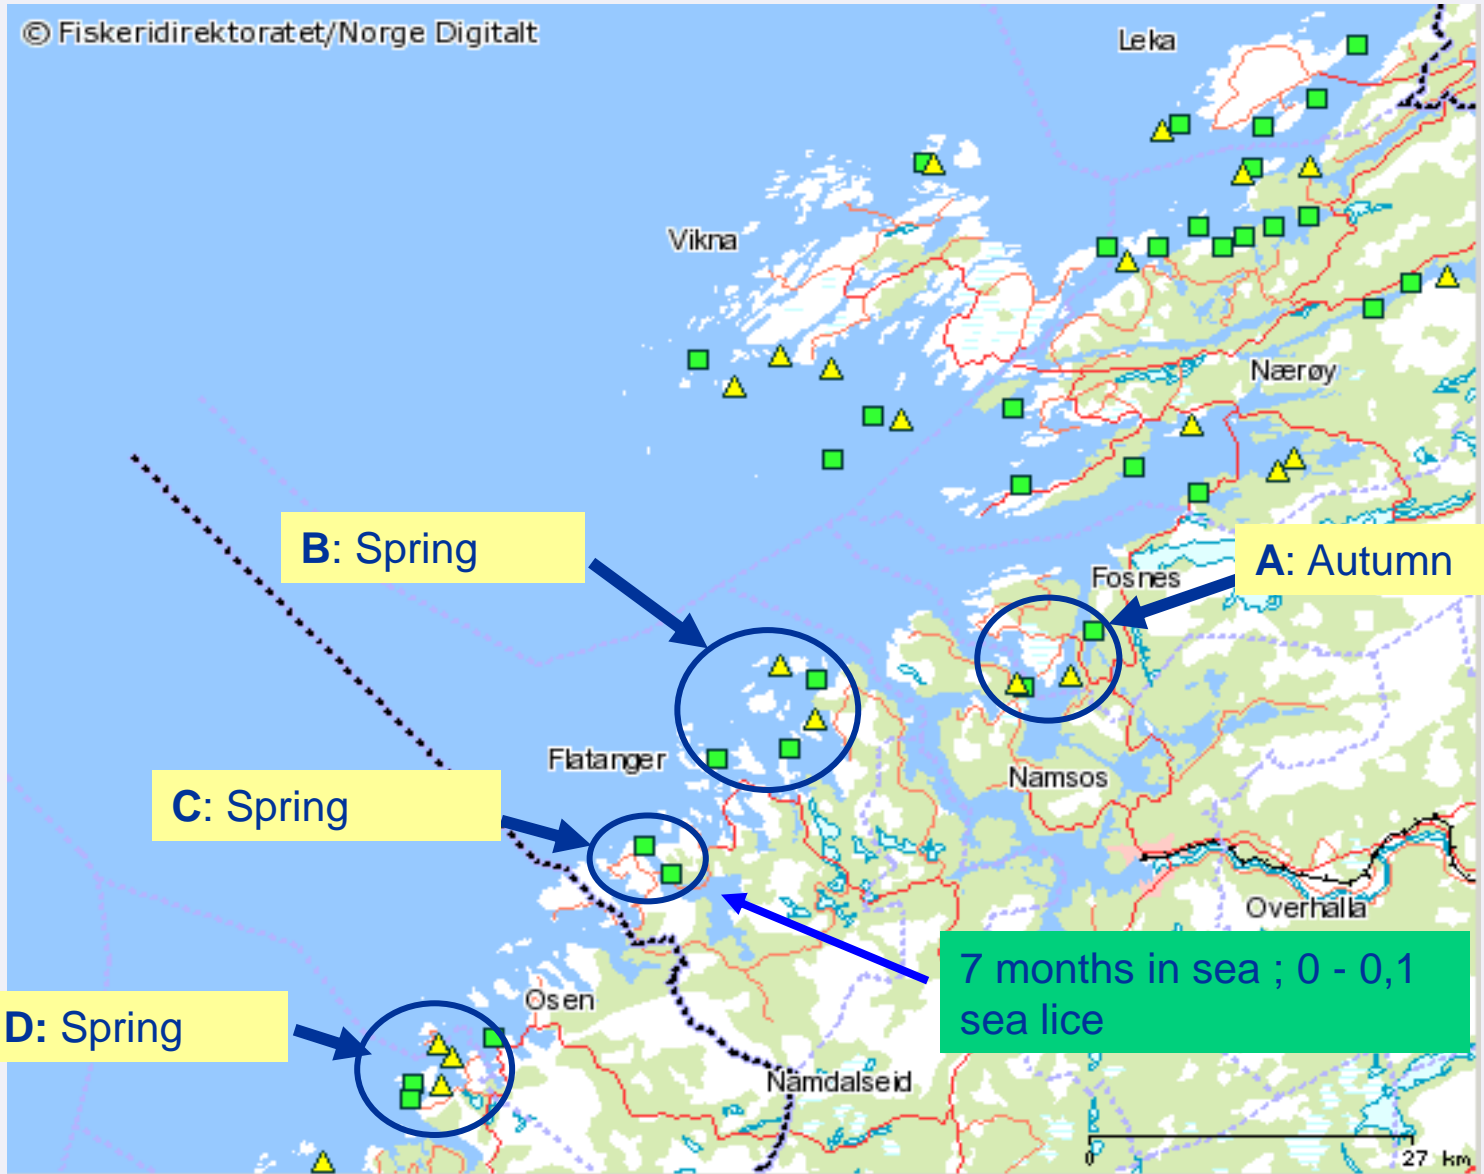 © Fiskeridirektoratet/Norge Digitalt
Leka
Vikna
Nærøy
B: Spring
A: Autumn
Fosnes
Flatanger
Namsos
C: Spring
Overhalla
7 months in sea ; 0 - 0,1
sea lice
Osen
D: Spring
Namdalseid
0 27 km